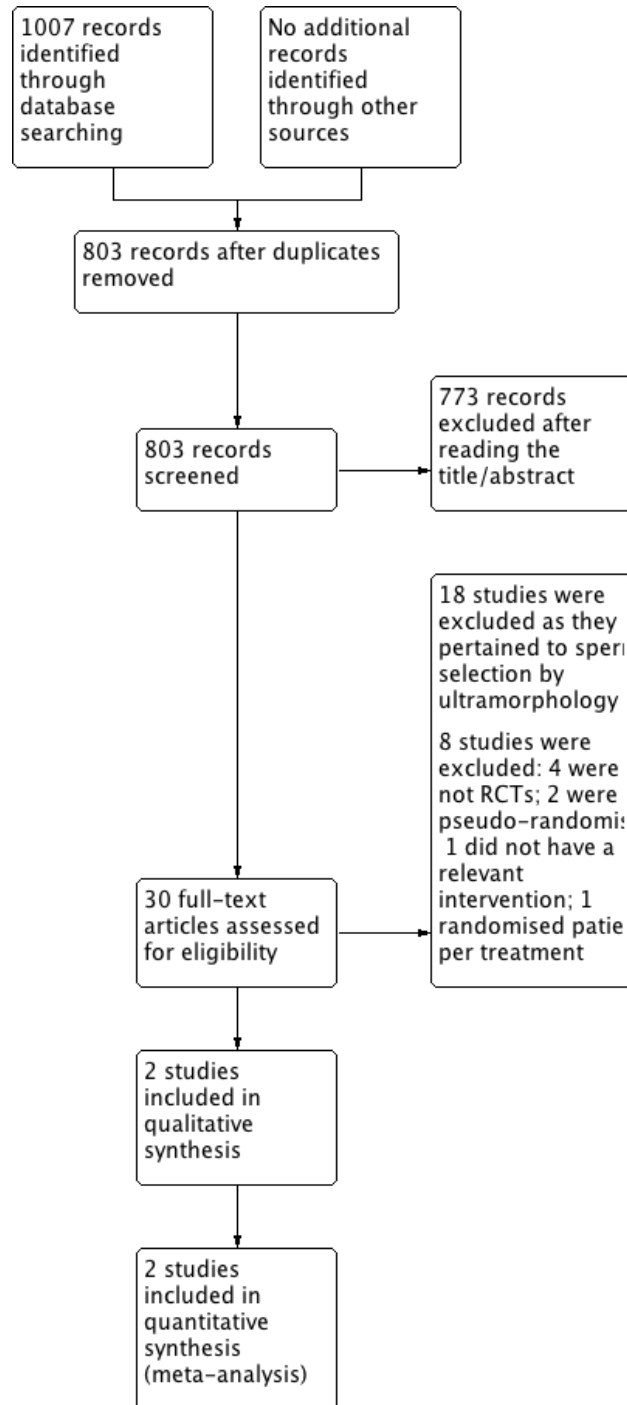 1007 records
identified
through
database
searching
No additional
records
identified
through other
sources
803 records after duplicates
removed
803 records
screened
773 records
excluded after
reading the
title/abstract
18 studies were
excluded as they
pertained to
selection by
ultramorphology
8 studies were
excluded: 4 were
not RCTs; 2 were
1 did not have a
relevant
intervention; 1
randomised
per treatment
30 full-text
articles assessed
for eligibility
2 studies
included in
qualitative
synthesis
2 studies
included in
quantitative
synthesis
(meta-analysis)